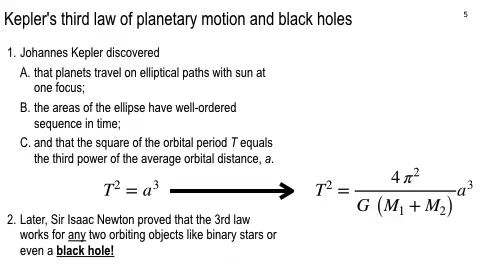 Kepler's third law of planetary motion and black holes
5
1. Johannes Kepler discovered
A. that planets travel on elliptical paths with sun at
one focus;
B. the areas of the ellipse have well-ordered
sequence in time;
C. and that the square of the orbital period T equals
the third power of the average orbital distance, a.
T² = a³
T² = 4 π² / G (M₁ + M₂) a³
2. Later, Sir Isaac Newton proved that the 3rd law
works for any two orbiting objects like binary stars or
even a black hole!